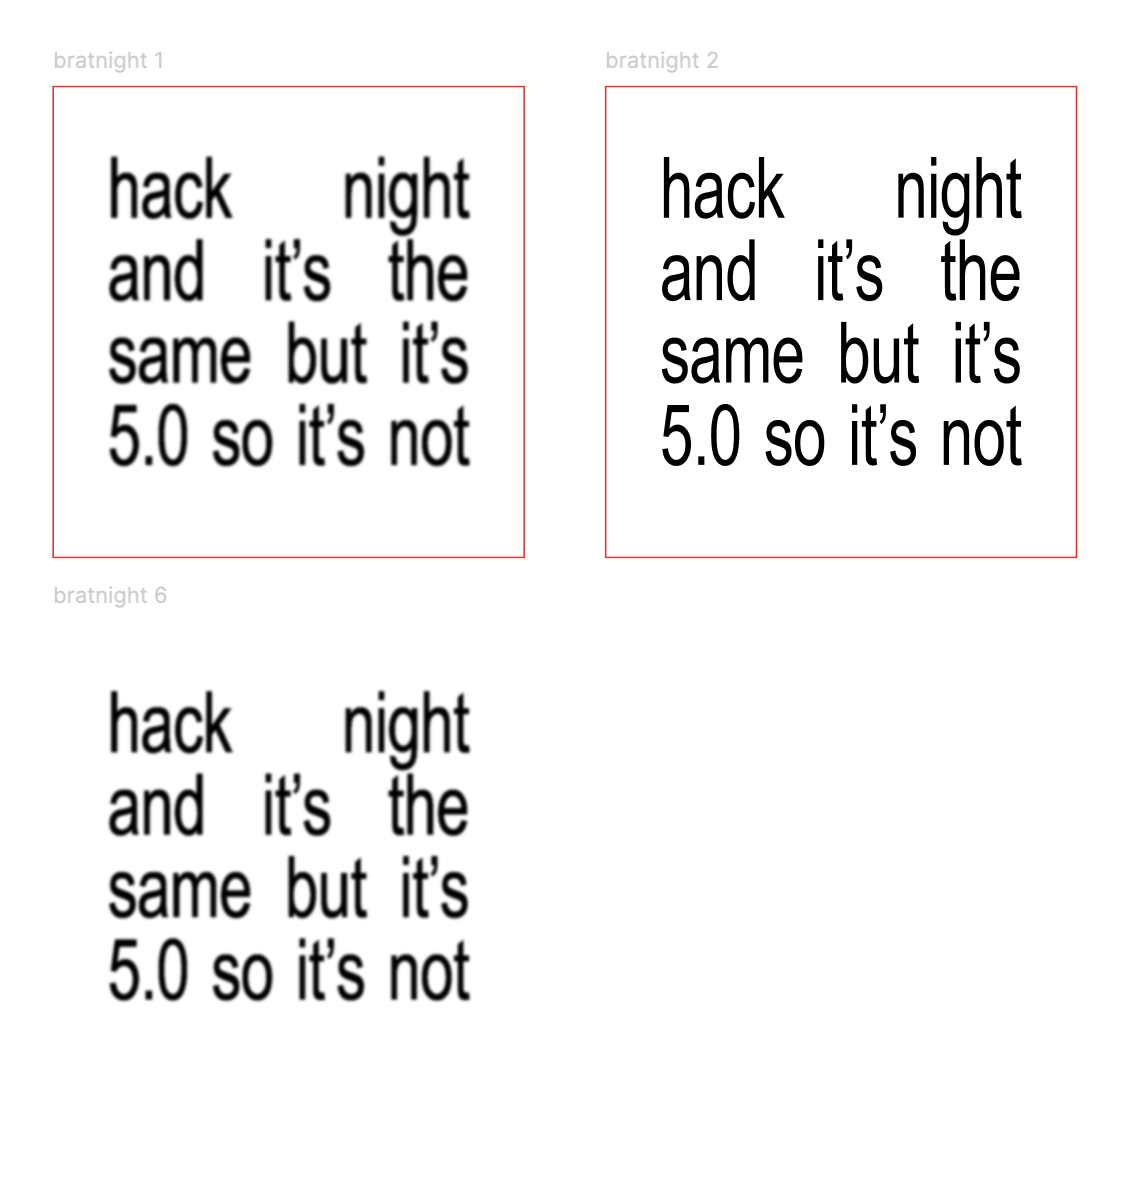 bratnight 1
hack night
and it’s the
same but it’s
5.0 so it’s not
bratnight 2
hack night
and it’s the
same but it’s
5.0 so it’s not
bratnight 6
hack night
and it’s the
same but it’s
5.0 so it’s not